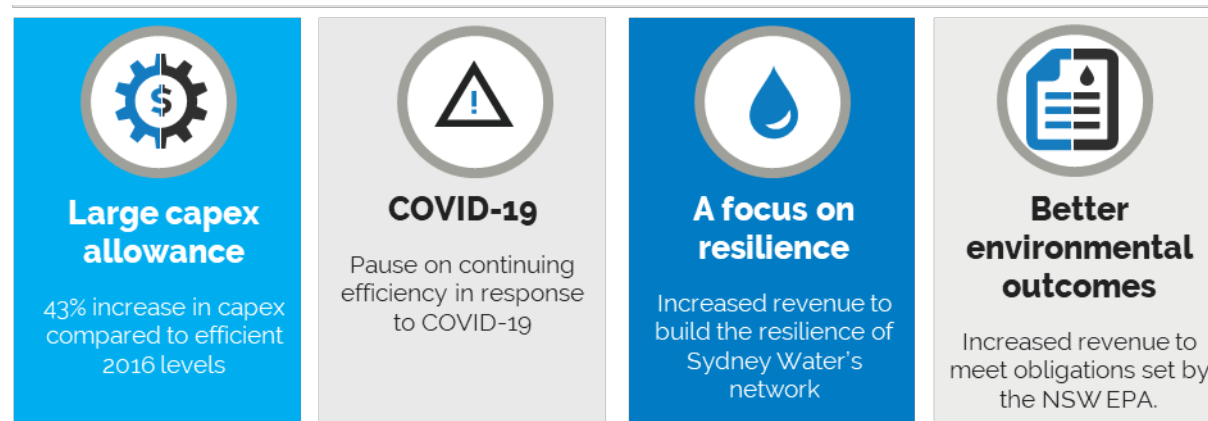 $
Large capex
allowance
43% increase in capex
compared to efficient
2016 levels
!
COVID-19
Pause on continuing
efficiency in response
to COVID-19
A focus on
resilience
Increased revenue to
build the resilience of
Sydney Water's
network
Better
environmental
outcomes
Increased revenue to
meet obligations set by
the NSW EPA.